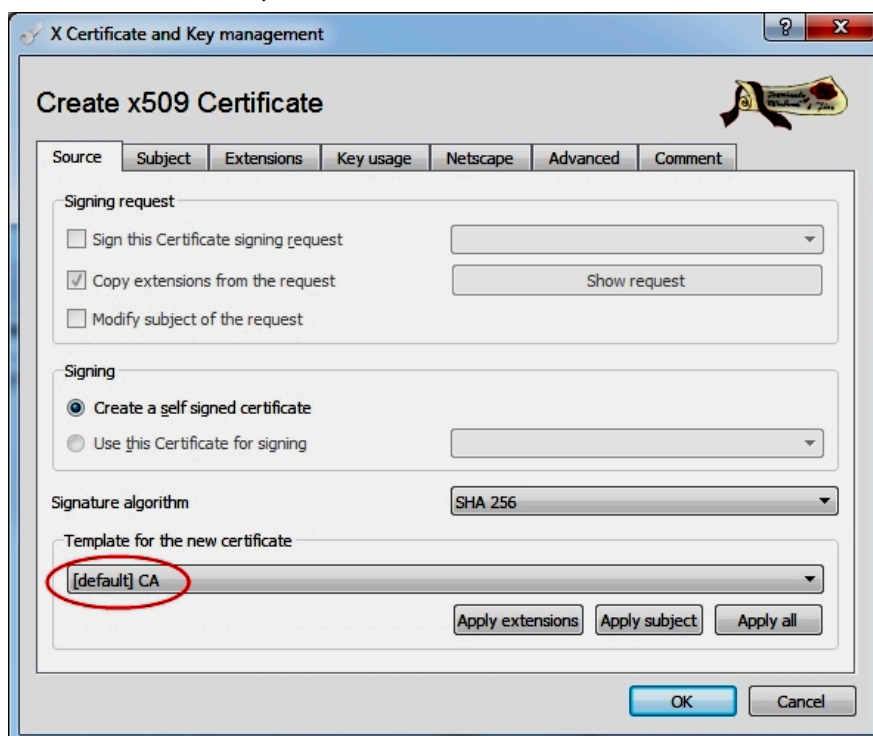 X Certificate and Key management
Create x509 Certificate
Source Subject Extensions Key usage Netscape Advanced Comment
Signing request
Sign this Certificate signing request
Copy extensions from the request Show request
Modify subject of the request
Signing
Create a self signed certificate
Use this Certificate for signing
Signature algorithm SHA 256
Template for the new certificate
[default] CA
Apply extensions Apply subject Apply all
OK Cancel